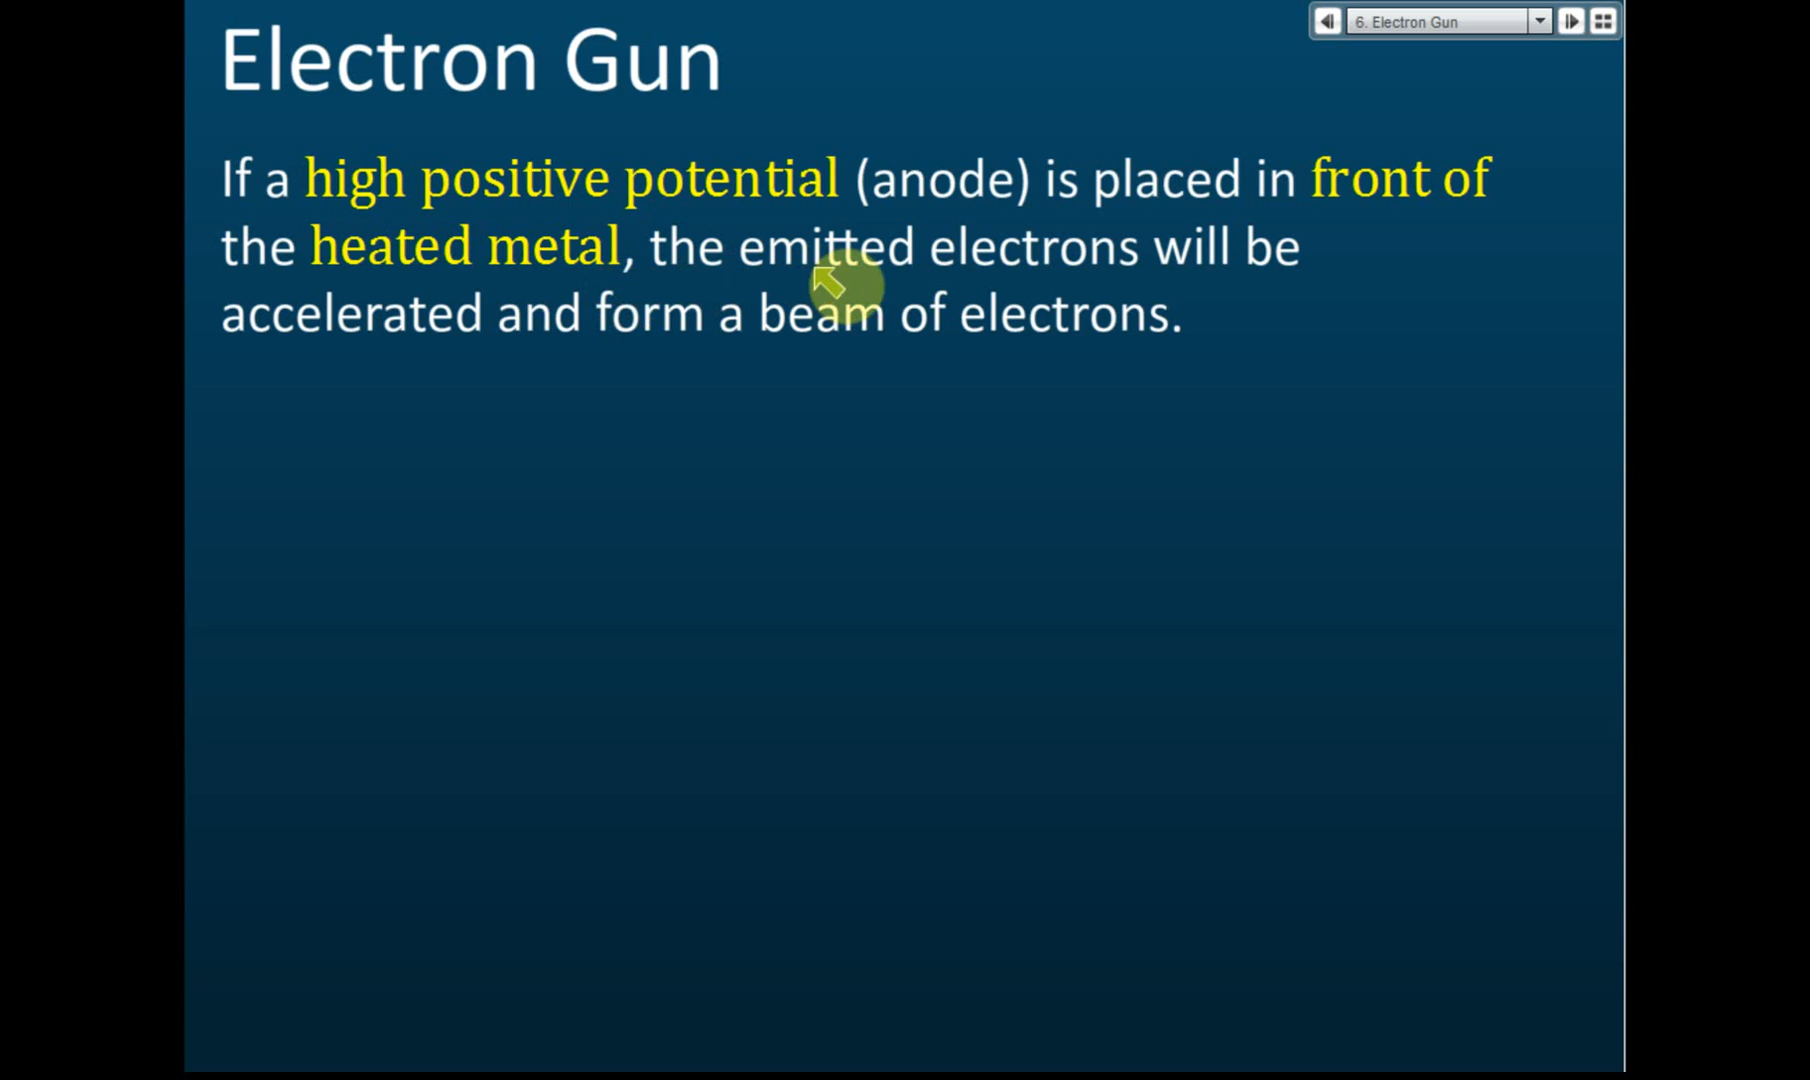 Electron Gun
6. Electron Gun
If a high positive potential (anode) is placed in front of
the heated metal, the emitted electrons will be
accelerated and form a beam of electrons.